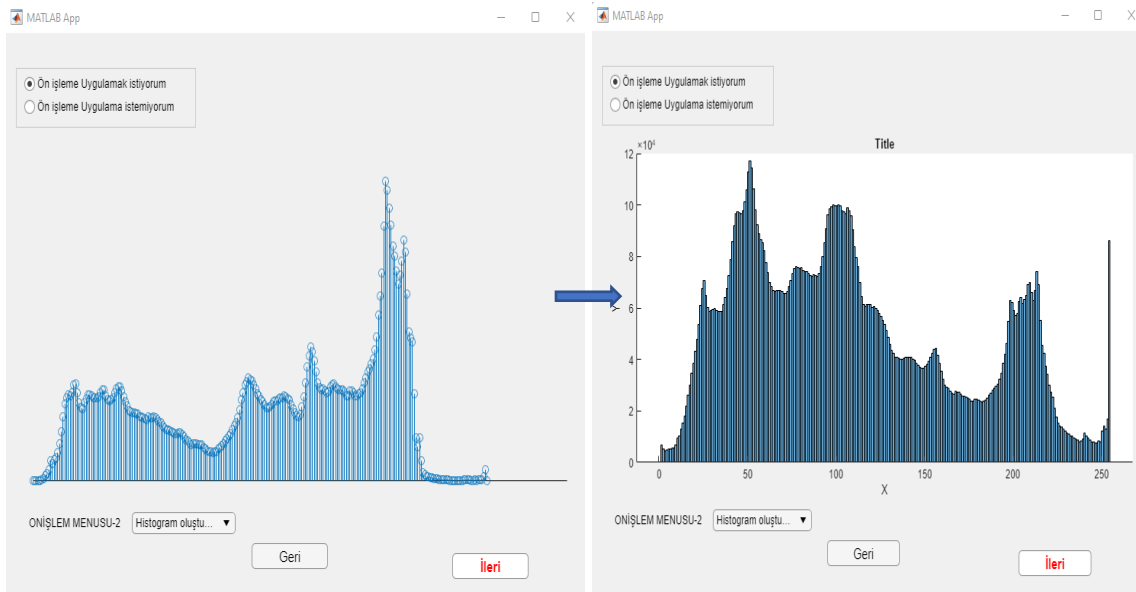 MATLAB App
Ön işleme Uygulamak istiyorum
Ön işleme Uygulama istemiyorum
ONİŞLEM MENUSU-2
Histogram oluştu...
Geri
İleri
MATLAB App
Ön işleme Uygulamak istiyorum
Ön işleme Uygulama istemiyorum
Title
×10⁴
12
10
8
6
4
2
0
Y
0 50 100 150 200 250
X
ONİŞLEM MENUSU-2
Histogram oluştu...
Geri
İleri